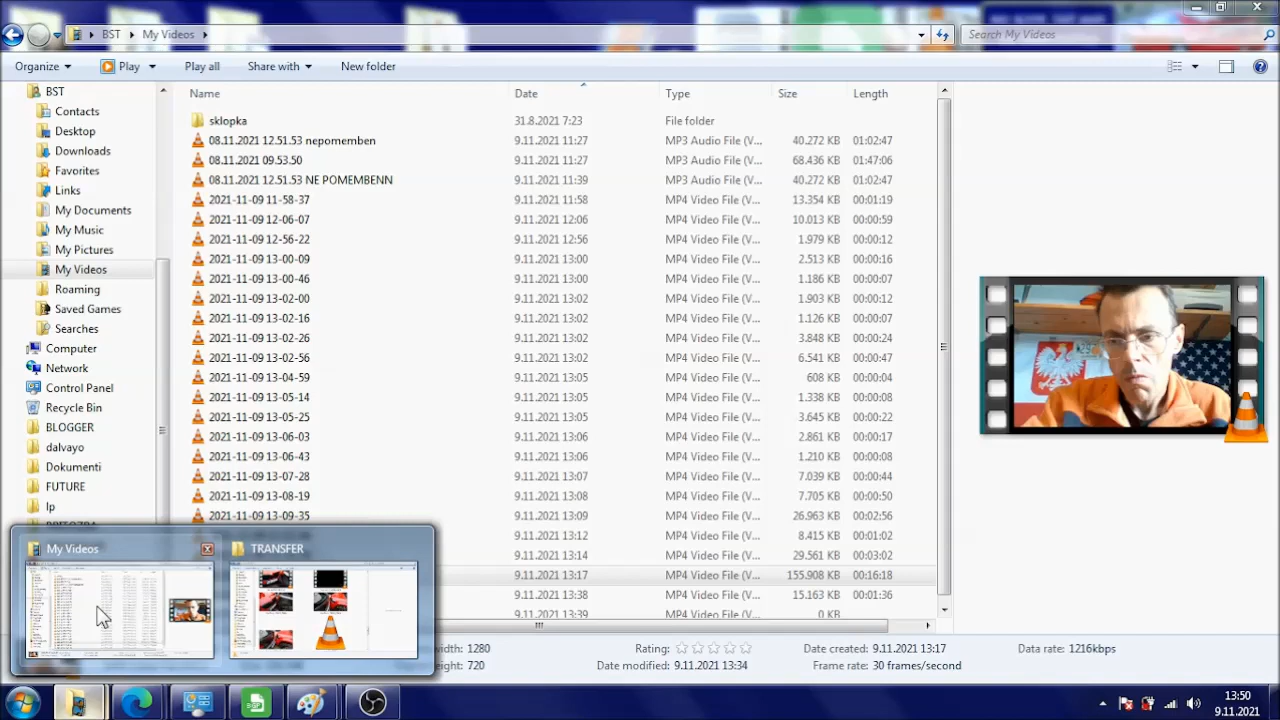 BST ▸ My Videos ▸
Search My Videos
Organize Play Play all Share with New folder
Name Date Type Size Length
BST
Contacts
Desktop
Downloads
Favorites
Links
My Documents
My Music
My Pictures
My Videos
Roaming
Saved Games
Searches
Computer
Network
Control Panel
Recycle Bin
BLOGGER
dalvayo
Dokumenti
FUTURE
sklopka 31.8.2021 7:23 File folder
08.11.2021 12.51.53 nepomemben 9.11.2021 11:27 MP3 Audio File (V... 40.272 KB 01:02:47
08.11.2021 09.53.50 9.11.2021 11:27 MP3 Audio File (V... 68.436 KB 01:47:06
08.11.2021 12.51.53 NE POMEMBENN 9.11.2021 11:39 MP3 Audio File (V... 40.272 KB 01:02:47
2021-11-09 11-58-37 9.11.2021 11:58 MP4 Video File (V... 13.354 KB 00:01:19
2021-11-09 12-06-07 9.11.2021 12:06 MP4 Video File (V... 10.013 KB 00:00:59
2021-11-09 12-56-22 9.11.2021 12:56 MP4 Video File (V... 1.979 KB 00:00:12
2021-11-09 13-00-09 9.11.2021 13:00 MP4 Video File (V... 2.513 KB 00:00:16
2021-11-09 13-00-46 9.11.2021 13:00 MP4 Video File (V... 1.186 KB 00:00:07
2021-11-09 13-02-00 9.11.2021 13:02 MP4 Video File (V... 1.903 KB 00:00:12
2021-11-09 13-02-16 9.11.2021 13:02 MP4 Video File (V... 1.126 KB 00:00:07
2021-11-09 13-02-26 9.11.2021 13:02 MP4 Video File (V... 3.848 KB 00:00:24
2021-11-09 13-02-56 9.11.2021 13:02 MP4 Video File (V... 6.541 KB 00:00:47
2021-11-09 13-04-59 9.11.2021 13:05 MP4 Video File (V... 608 KB 00:00:04
2021-11-09 13-05-14 9.11.2021 13:05 MP4 Video File (V... 1.338 KB 00:00:08
2021-11-09 13-05-25 9.11.2021 13:05 MP4 Video File (V... 3.645 KB 00:00:22
2021-11-09 13-06-03 9.11.2021 13:06 MP4 Video File (V... 2.861 KB 00:00:17
2021-11-09 13-06-43 9.11.2021 13:06 MP4 Video File (V... 1.210 KB 00:00:08
2021-11-09 13-07-28 9.11.2021 13:07 MP4 Video File (V... 7.039 KB 00:00:40
2021-11-09 13-08-19 9.11.2021 13:08 MP4 Video File (V... 7.705 KB 00:00:50
2021-11-09 13-09-35 9.11.2021 13:09 MP4 Video File (V... 26.963 KB 00:02:56
9.11.2021 13:12 MP4 Video File (V... 8.415 KB 00:01:02
9.11.2021 13:14 MP4 Video File (V... 29.561 KB 00:03:02
9.11.2021 13:17 MP4 Video File (V... 155.908 KB 00:16:18
9.11.2021 13:38 MP4 Video File (V... 15.163 KB 00:01:36
9.11.2021 13:39 MP4 Video File (V... 0 KB
My Videos TRANSFER
width: 1280 Rating: Date created: 9.11.2021 13:17 Data rate: 1216kbps
eight: 720 Date modified: 9.11.2021 13:34 Frame rate: 30 frames/second
13:50
9.11.2021